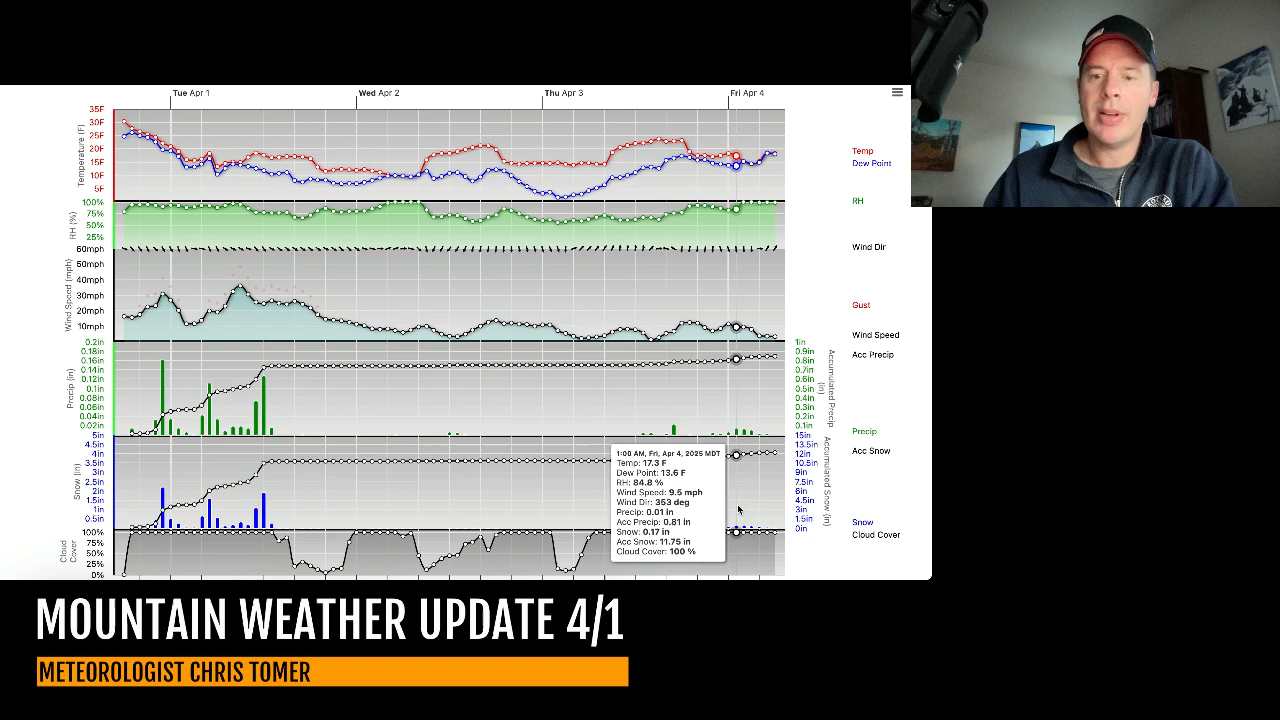 Tue Apr 1
Wed Apr 2
Thu Apr 3
Fri Apr 4
35F
30F
25F
20F
15F
10F
5F
Temperature (F)
Temp
Dew Point
100%
75%
50%
25%
RH (%)
RH
Wind Dir
60mph
50mph
40mph
30mph
20mph
10mph
Wind Speed (mph)
Gust
Wind Speed
0.2in
0.18in
0.16in
0.14in
0.12in
0.1in
0.08in
0.06in
0.04in
0.02in
Precip (in)
1in
0.9in
0.8in
0.7in
0.6in
0.5in
0.4in
0.3in
0.2in
0.1in
Accumulated Precip
(in)
Acc Precip
Precip
5in
4.5in
4in
3.5in
3in
2.5in
2in
1.5in
1in
0.5in
Snow (in)
15in
13.5in
12in
10.5in
9in
7.5in
6in
4.5in
3in
1.5in
0in
Accumulated Snow (in)
Acc Snow
Snow
1:00 AM, Fri, Apr 4, 2025 MDT
Temp: 17.3 F
Dew Point: 13.6 F
RH: 84.8 %
Wind Speed: 9.5 mph
Wind Dir: 353 deg
Precip: 0.01 in
Acc Precip: 0.81 in
Snow: 0.17 in
Acc Snow: 11.75 in
Cloud Cover: 100 %
100%
75%
50%
25%
0%
Cloud
Cover
Cloud Cover
MOUNTAIN WEATHER UPDATE 4/1
METEOROLOGIST CHRIS TOMER